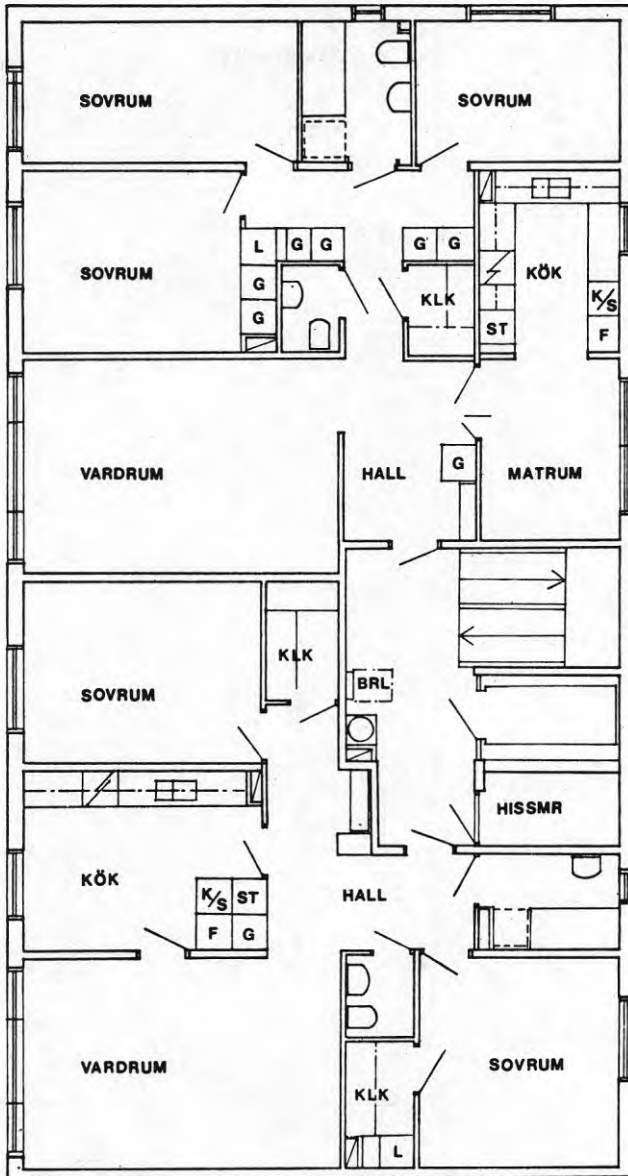 SOVRUM
SOVRUM
SOVRUM
L
G
G
G
G
G
G
KLK
KÖK
K/S
ST
F
VARDRUM
HALL
G
MATRUM
SOVRUM
KLK
BRL
HISSMR
KÖK
K/S
ST
F
G
HALL
VARDRUM
KLK
L
SOVRUM